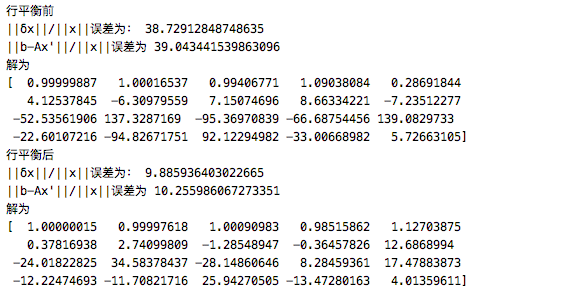 行平衡前
||δx||/||x||误差为: 38.72912848748635
||b-Ax'||/||x||误差为 39.043441539863096
解为
[ 0.99999887 1.00016537 0.99406771 1.09038084 0.28691844
4.12537845 -6.30979559 7.15074696 8.66334221 -7.23512277
-52.53561906 137.3287169 -95.36970839 -66.68754456 139.0829733
-22.60107216 -94.82671751 92.12294982 -33.00668982 5.72663105]
行平衡后
||δx||/||x||误差为: 9.885936403022665
||b-Ax'||/||x||误差为 10.255986067273351
解为
[ 1.00000015 0.99997618 1.00090983 0.98515862 1.12703875
0.37816938 2.74099809 -1.28548947 -0.36457826 12.6868994
-24.01822825 34.58378437 -28.14860646 8.28459361 17.47883873
-12.22474693 -11.70821716 25.94270505 -13.47280163 4.01359611]